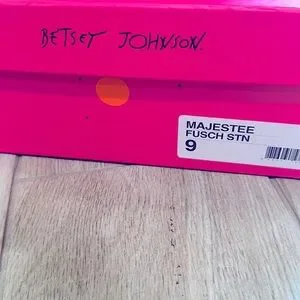 BETSEY JOHNSON.
MAJESTEE
FUSCH STN
9